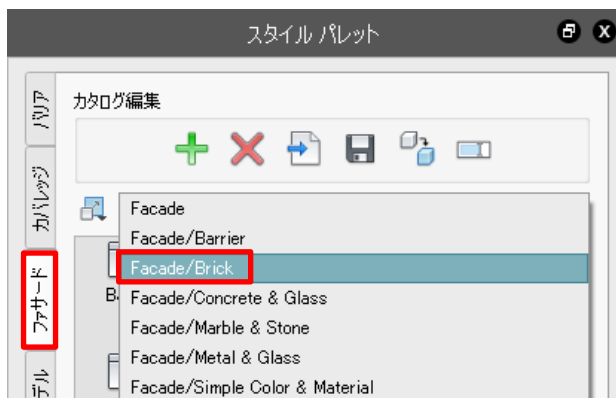 スタイル パレット
バリア
カタログ編集
カバレッジ
Facade
Facade/Barrier
Facade/Brick
ファサード
Facade/Concrete & Glass
Facade/Marble & Stone
Facade/Metal & Glass
デル
Facade/Simple Color & Material